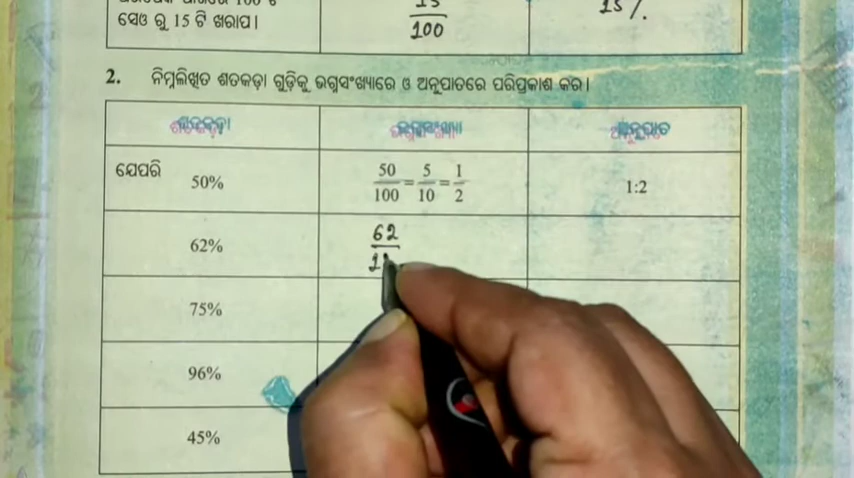 ସେଓ ରୁ 15 ଟି ଖରାପ।
15/100
15%.
2. ନିମ୍ନଲିଖିତ ଶତକଡ଼ା ଗୁଡ଼ିକୁ ଭଗ୍ନସଂଖ୍ୟାରେ ଓ ଅନୁପାତରେ ପରିପ୍ରକାଶ କର।
ଶତକଡ଼ା ଭଗ୍ନସଂଖ୍ୟା ଅନୁପାତ
ଯେପରି 50% 50/100 = 5/10 = 1/2 1:2
62% 62/1
75%
96%
45%